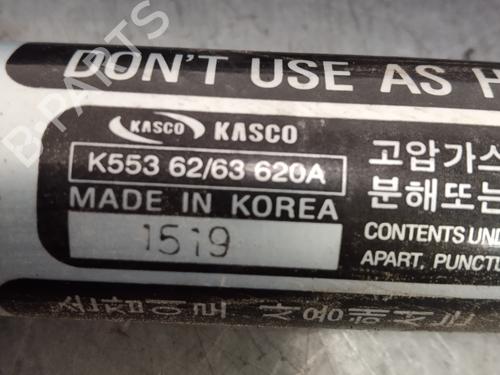 DON'T USE AS H
KASCO KASCO
K553 62/63 620A
MADE IN KOREA
1519
고압가스
분해또는
CONTENTS UND
APART, PUNCTU
B-PARTS